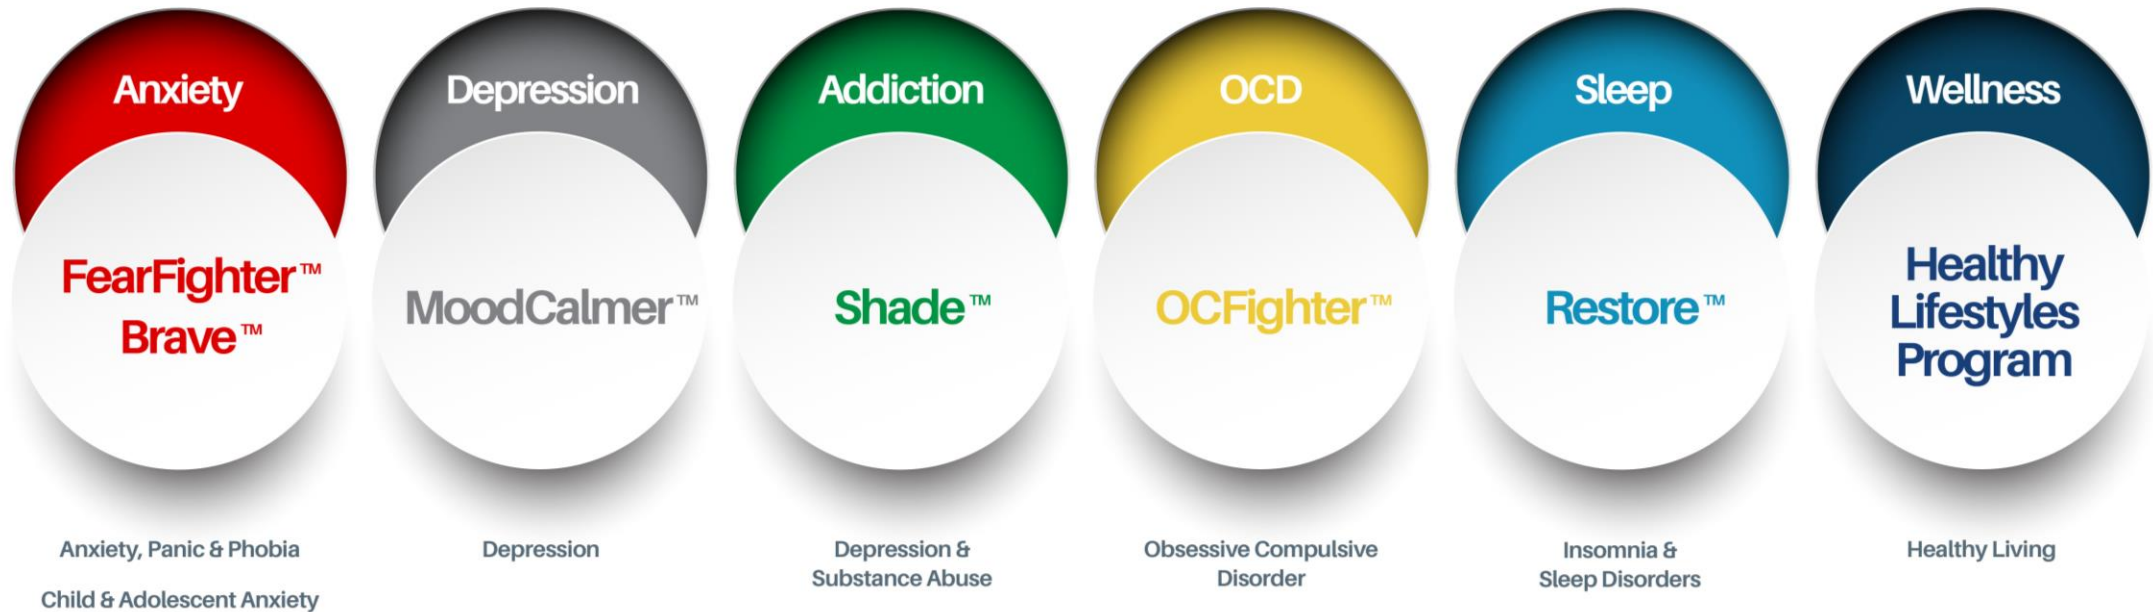 Anxiety
FearFighter™
Brave™
Anxiety, Panic & Phobia
Child & Adolescent Anxiety
Depression
MoodCalmer™
Depression
Addiction
Shade™
Depression &
Substance Abuse
OCD
OCFighter™
Obsessive Compulsive
Disorder
Sleep
Restore™
Insomnia &
Sleep Disorders
Wellness
Healthy
Lifestyles
Program
Healthy Living